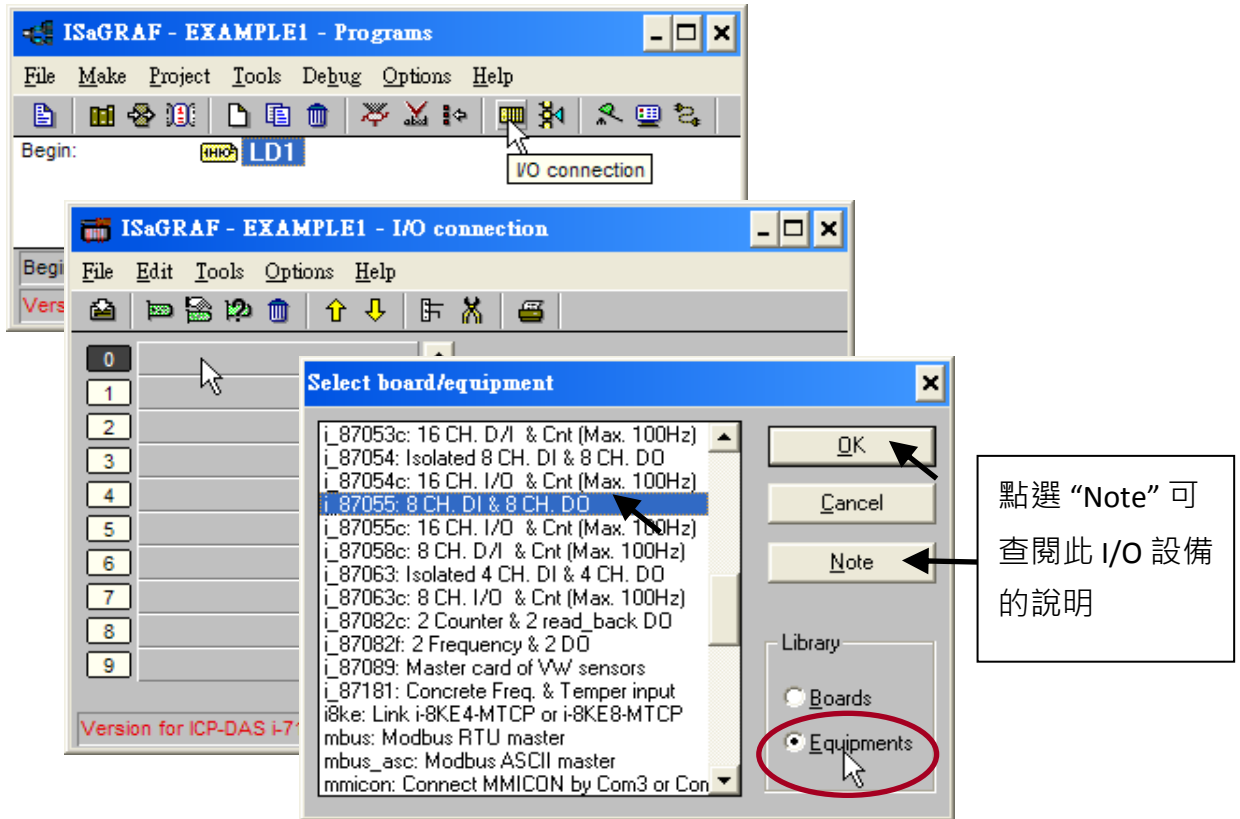 ISaGRAF - EXAMPLE1 - Programs
File Make Project Tools Debug Options Help
Begin: LD1
I/O connection
ISaGRAF - EXAMPLE1 - I/O connection
Begi
File Edit Tools Options Help
Vers
0
1
2
3
4
5
6
7
8
9
Version for ICP-DAS i-7
Select board/equipment
i_87053c: 16 CH. D/I & Cnt (Max. 100Hz)
i_87054: Isolated 8 CH. DI & 8 CH. DO
i_87054c: 16 CH. I/O & Cnt (Max. 100Hz)
i_87055: 8 CH. DI & 8 CH. DO
i_87055c: 16 CH. I/O & Cnt (Max. 100Hz)
i_87058c: 8 CH. D/I & Cnt (Max. 100Hz)
i_87063: Isolated 4 CH. DI & 4 CH. DO
i_87063c: 8 CH. I/O & Cnt (Max. 100Hz)
i_87082c: 2 Counter & 2 read_back DO
i_87082f: 2 Frequency & 2 DO
i_87089: Master card of VW sensors
i_87181: Concrete Freq. & Temper input
i8ke: Link i-8KE4-MTCP or i-8KE8-MTCP
mbus: Modbus RTU master
mbus_asc: Modbus ASCII master
mmicon: Connect MMICON by Com3 or Con
OK
Cancel
Note
Library
Boards
Equipments
點選 “Note” 可
查閱此 I/O 設備
的說明